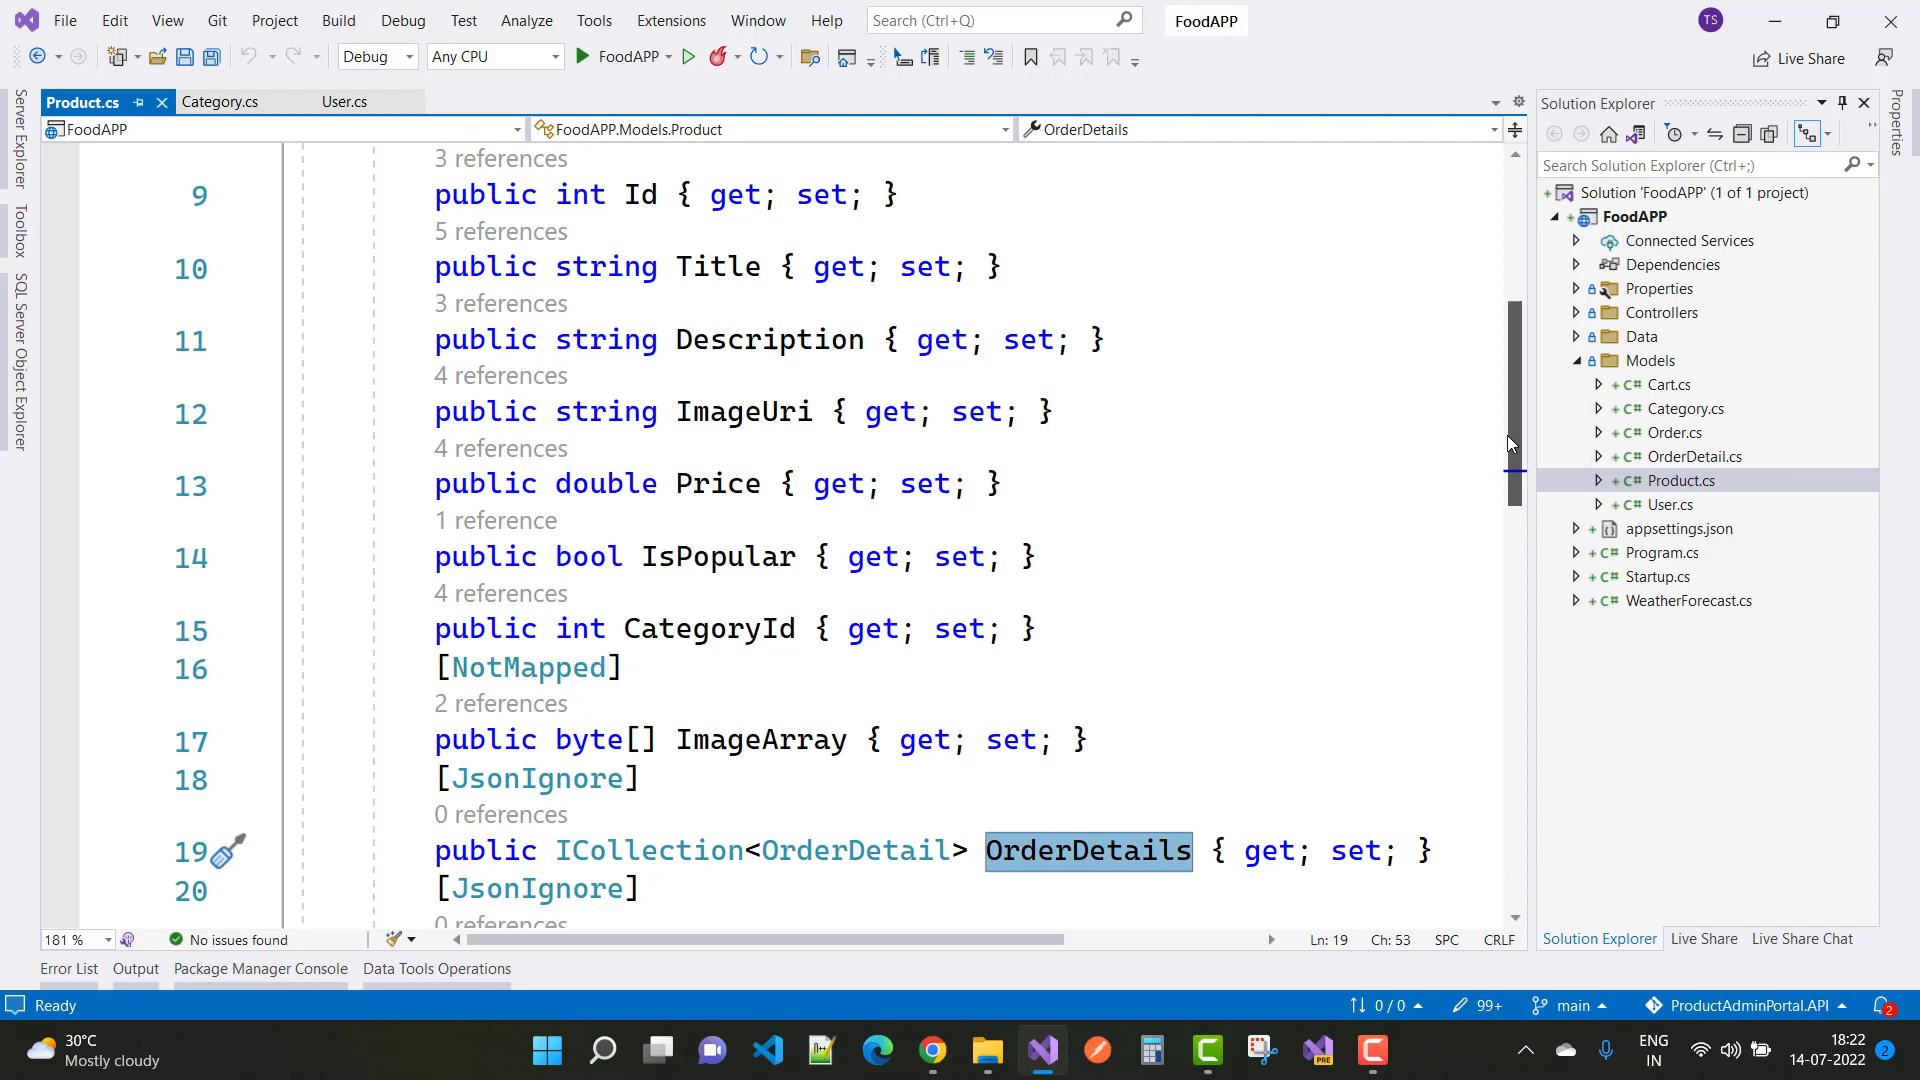 File Edit View Git Project Build Debug Test Analyze Tools Extensions Window Help Search (Ctrl+Q) FoodAPP TS
Debug Any CPU FoodAPP Live Share
Server Explorer
Toolbox
SQL Server Object Explorer
Product.cs Category.cs User.cs
FoodAPP FoodAPP.Models.Product OrderDetails
3 references
9 public int Id { get; set; }
5 references
10 public string Title { get; set; }
3 references
11 public string Description { get; set; }
4 references
12 public string ImageUri { get; set; }
4 references
13 public double Price { get; set; }
1 reference
14 public bool IsPopular { get; set; }
4 references
15 public int CategoryId { get; set; }
16 [NotMapped]
2 references
17 public byte[] ImageArray { get; set; }
18 [JsonIgnore]
0 references
19 public ICollection<OrderDetail> OrderDetails { get; set; }
20 [JsonIgnore]
0 references
181 % No issues found Ln: 19 Ch: 53 SPC CRLF
Solution Explorer
Search Solution Explorer (Ctrl+;)
Solution 'FoodAPP' (1 of 1 project)
FoodAPP
Connected Services
Dependencies
Properties
Controllers
Data
Models
C# Cart.cs
C# Category.cs
C# Order.cs
C# OrderDetail.cs
C# Product.cs
C# User.cs
appsettings.json
C# Program.cs
C# Startup.cs
C# WeatherForecast.cs
Solution Explorer Live Share Live Share Chat
Properties
Error List Output Package Manager Console Data Tools Operations
Ready 0 / 0 99+ main ProductAdminPortal.API 2
30°C
Mostly cloudy
PRE
ENG
IN
18:22
14-07-2022
2